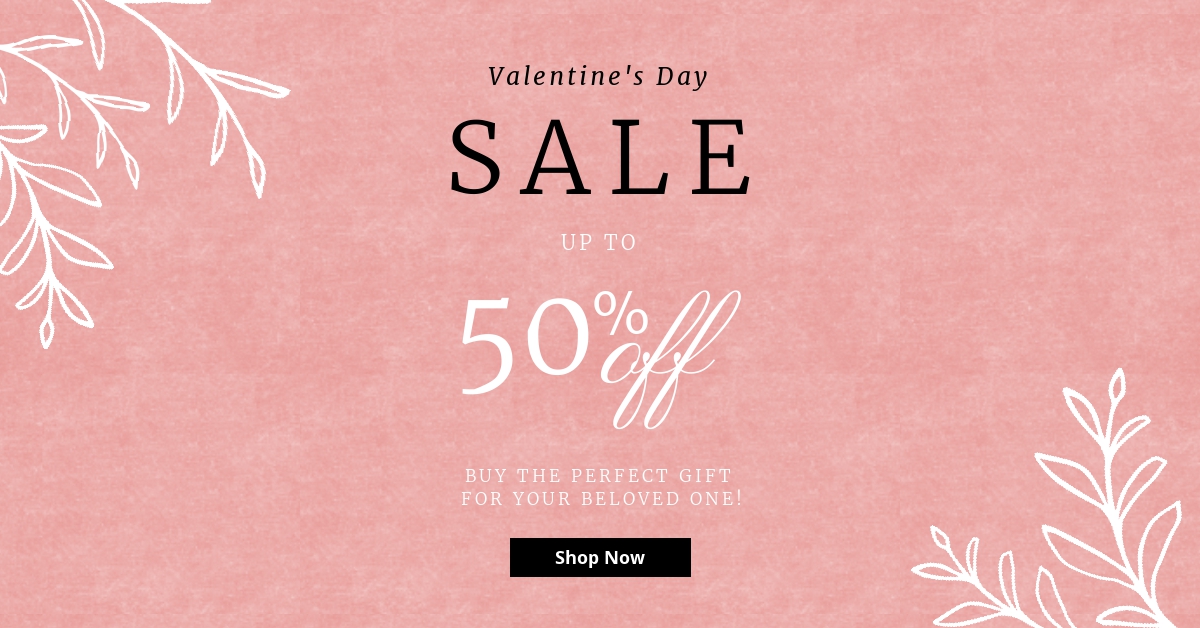 Valentine's Day
SALE
UP TO
50% off
BUY THE PERFECT GIFT
FOR YOUR BELOVED ONE!
Shop Now